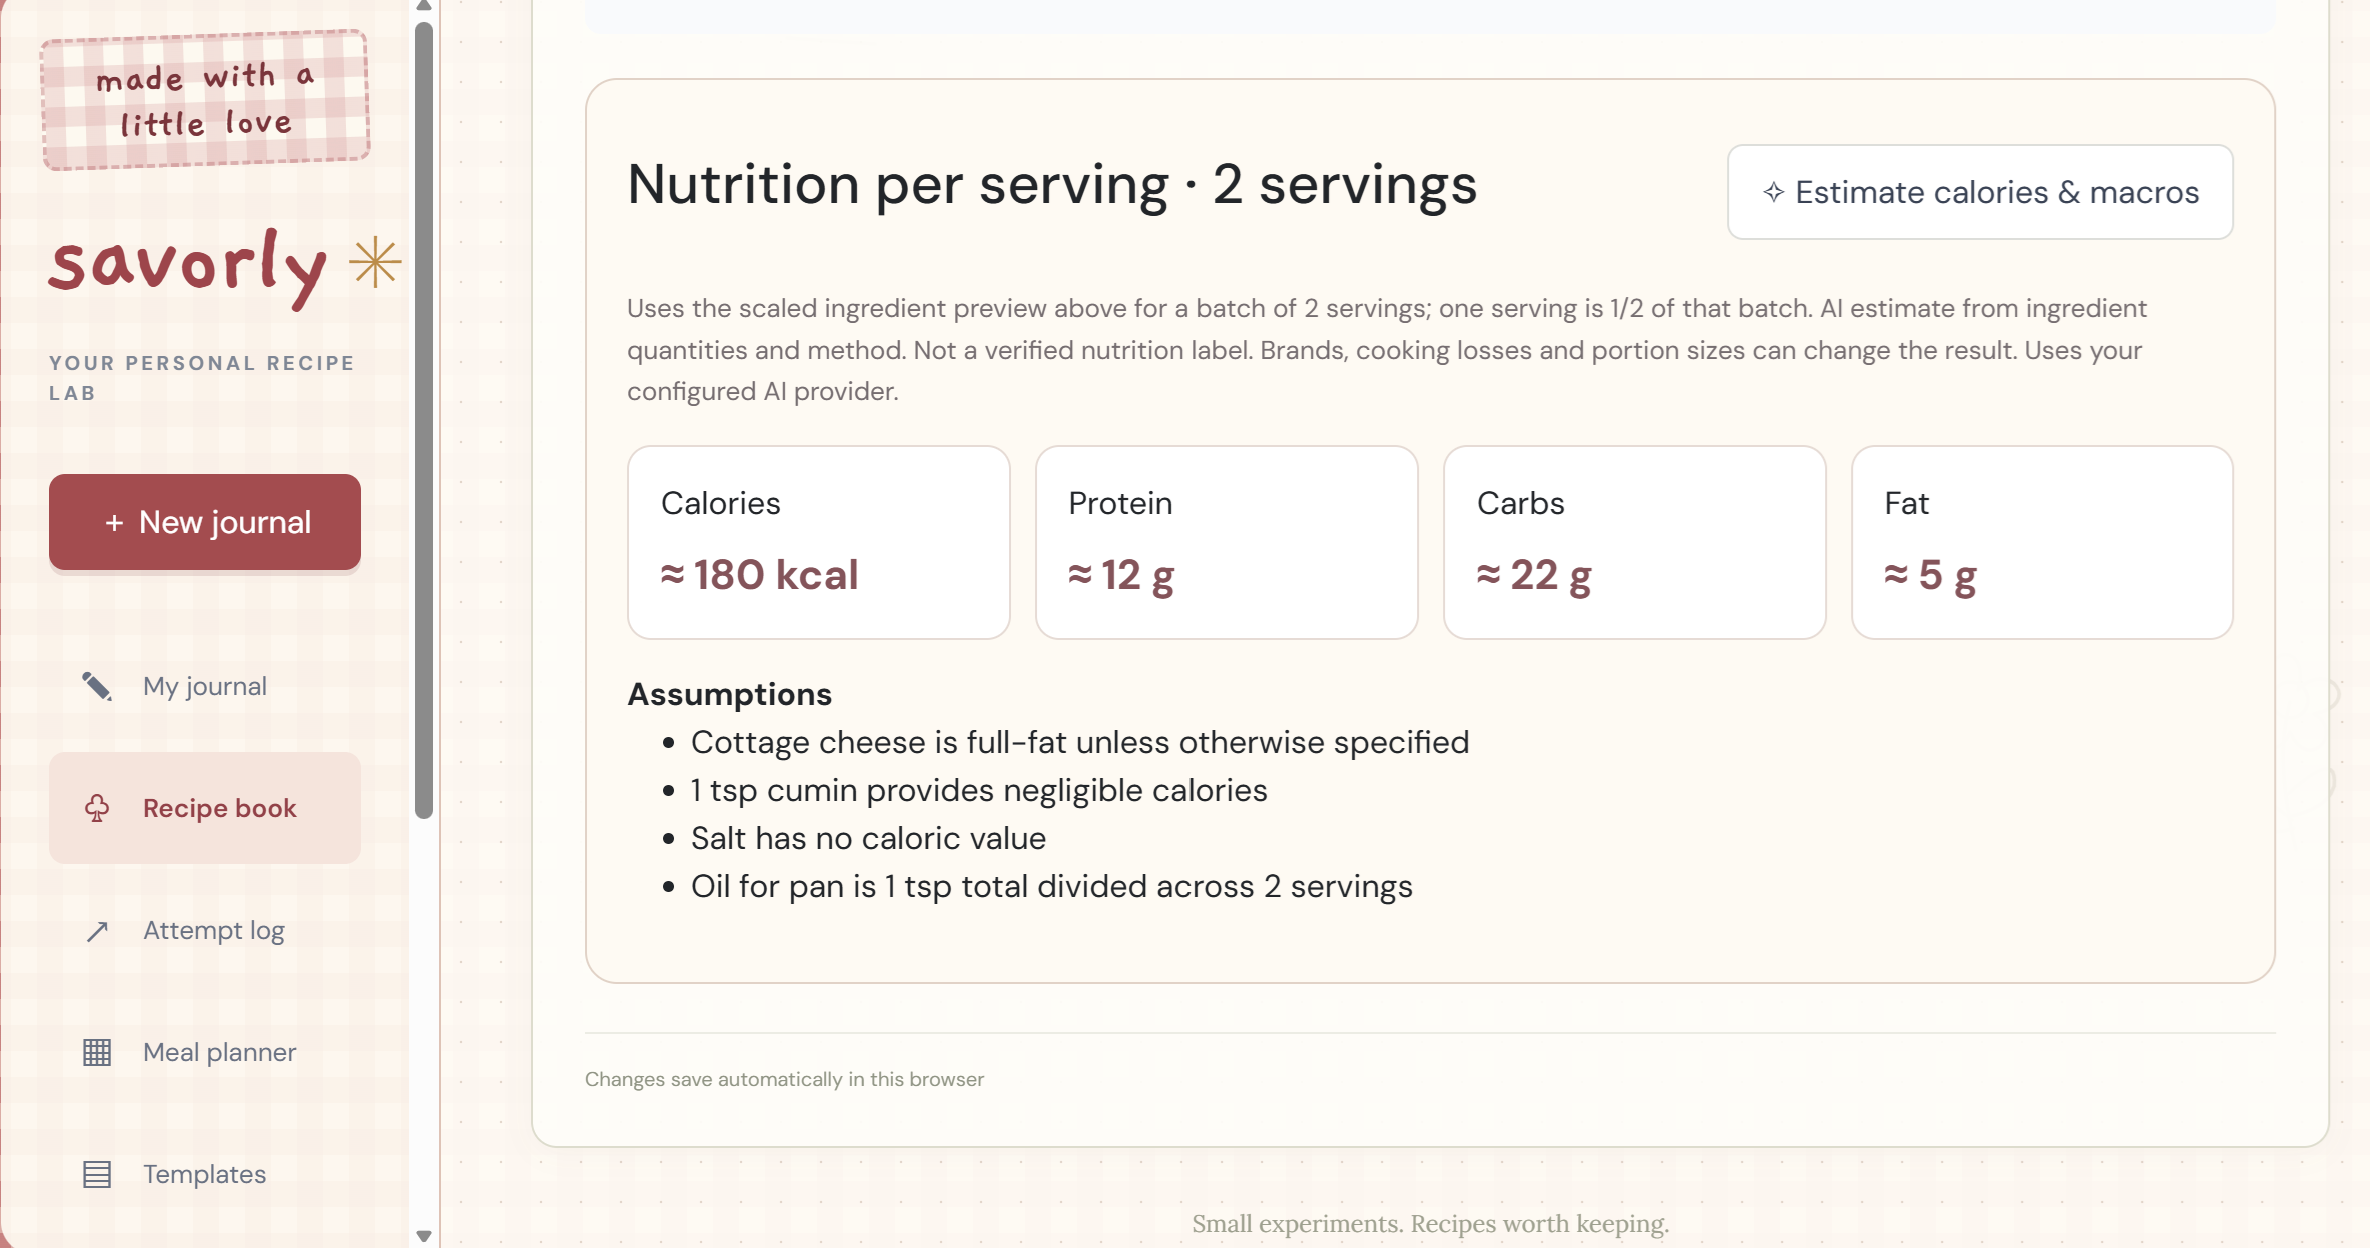 made with a
little love
savorly
YOUR PERSONAL RECIPE
LAB
+ New journal
My journal
Recipe book
Attempt log
Meal planner
Templates
Nutrition per serving · 2 servings
✧ Estimate calories & macros
Uses the scaled ingredient preview above for a batch of 2 servings; one serving is 1/2 of that batch. AI estimate from ingredient
quantities and method. Not a verified nutrition label. Brands, cooking losses and portion sizes can change the result. Uses your
configured AI provider.
Calories
≈ 180 kcal
Protein
≈ 12 g
Carbs
≈ 22 g
Fat
≈ 5 g
Assumptions
• Cottage cheese is full-fat unless otherwise specified
• 1 tsp cumin provides negligible calories
• Salt has no caloric value
• Oil for pan is 1 tsp total divided across 2 servings
Changes save automatically in this browser
Small experiments. Recipes worth keeping.